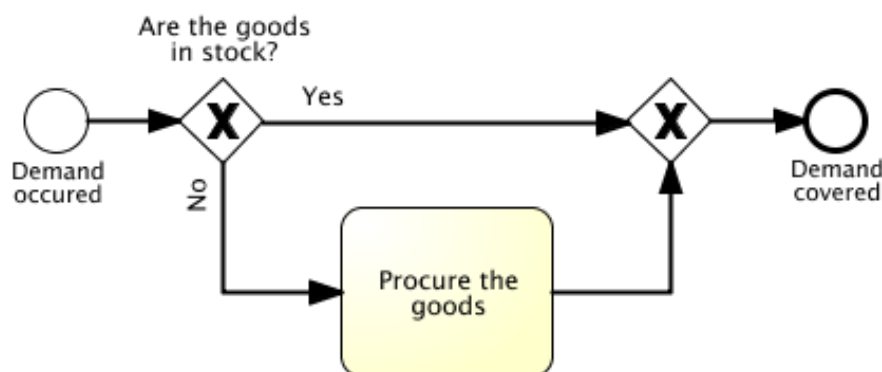 Are the goods
in stock?
Yes
Demand
occured
No
Procure the
goods
Demand
covered